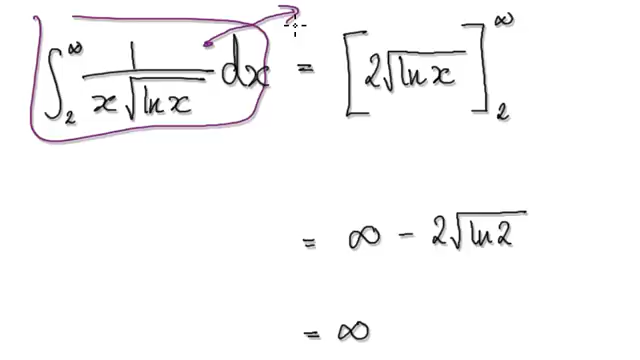 ∫₂^∞ 1/(x√(ln x)) dx = [2√(ln x)]₂^∞
= ∞ − 2√(ln 2)
= ∞